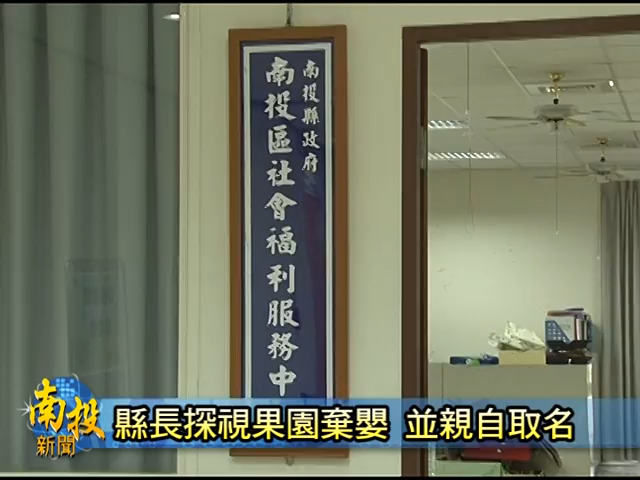 南投縣政府
南投區社會福利服務中
南投
新聞
縣長探視果園棄嬰 並親自取名